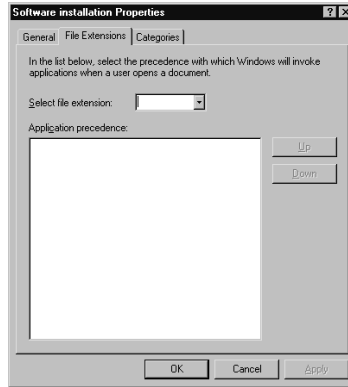 Software installation Properties
General File Extensions Categories
In the list below, select the precedence with which Windows will invoke
applications when a user opens a document.
Select file extension:
Application precedence:
Up
Down
OK Cancel Apply